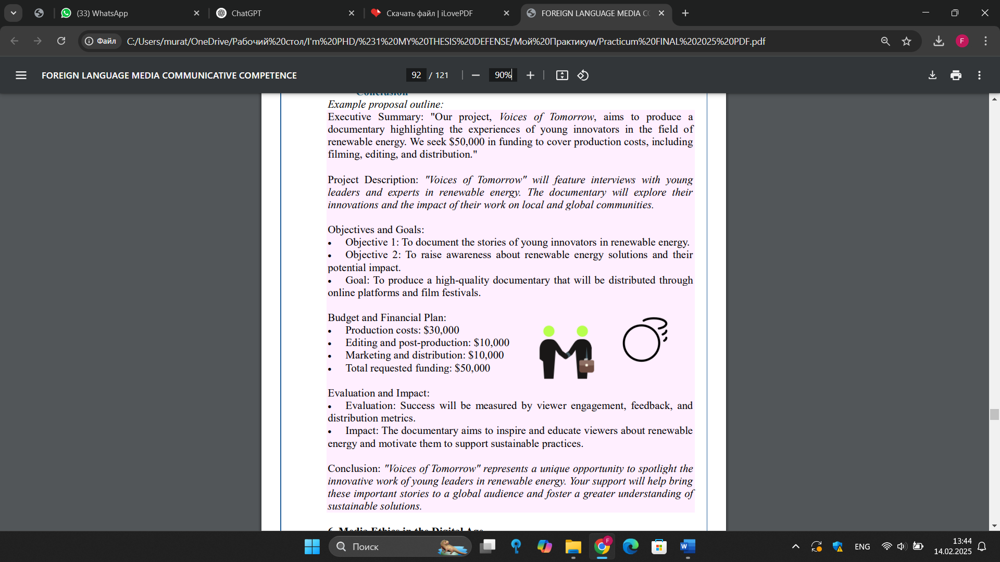 (33) WhatsApp
ChatGPT
Скачать файл | iLovePDF
FOREIGN LANGUAGE MEDIA C
Файл
C:/Users/murat/OneDrive/Рабочий%20стол/I'm%20PHD/%231%20MY%20THESIS%20DEFENSE/Мой%20Практикум/Practicum%20FINAL%202025%20PDF.pdf
F
FOREIGN LANGUAGE MEDIA COMMUNICATIVE COMPETENCE
92 / 121
90%
Conclusion
Example proposal outline:
Executive Summary: "Our project, Voices of Tomorrow, aims to produce a
documentary highlighting the experiences of young innovators in the field of
renewable energy. We seek $50,000 in funding to cover production costs, including
filming, editing, and distribution."
Project Description: "Voices of Tomorrow" will feature interviews with young
leaders and experts in renewable energy. The documentary will explore their
innovations and the impact of their work on local and global communities.
Objectives and Goals:
• Objective 1: To document the stories of young innovators in renewable energy.
• Objective 2: To raise awareness about renewable energy solutions and their
potential impact.
• Goal: To produce a high-quality documentary that will be distributed through
online platforms and film festivals.
Budget and Financial Plan:
• Production costs: $30,000
• Editing and post-production: $10,000
• Marketing and distribution: $10,000
• Total requested funding: $50,000
Evaluation and Impact:
• Evaluation: Success will be measured by viewer engagement, feedback, and
distribution metrics.
• Impact: The documentary aims to inspire and educate viewers about renewable
energy and motivate them to support sustainable practices.
Conclusion: "Voices of Tomorrow" represents a unique opportunity to spotlight the
innovative work of young leaders in renewable energy. Your support will help bring
these important stories to a global audience and foster a greater understanding of
sustainable solutions.
6. Media Ethics in the Digital Age
Поиск
F
W
ENG
13:44
14.02.2025